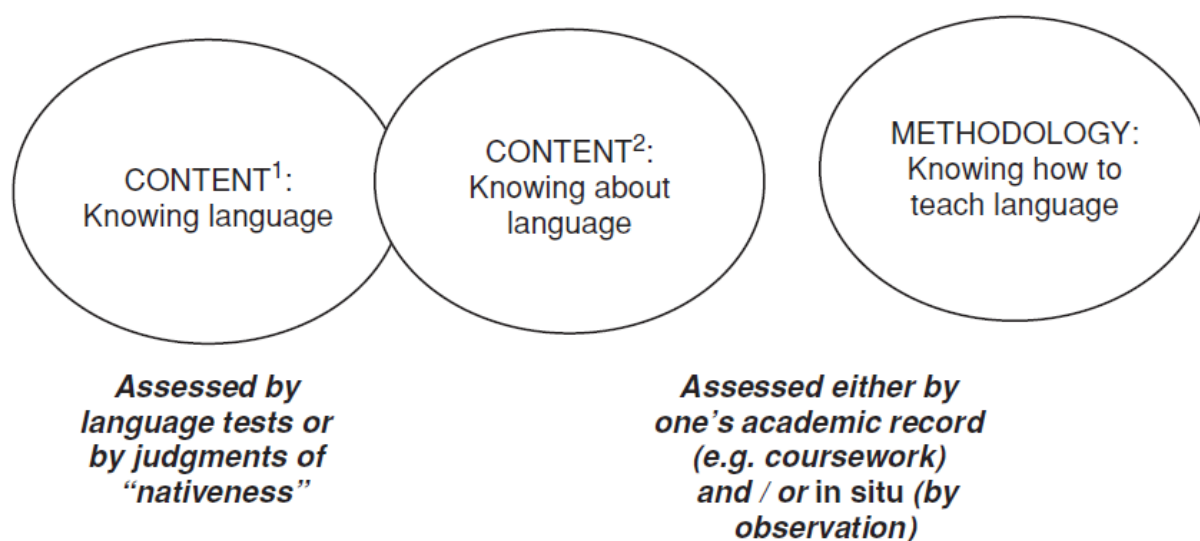 CONTENT¹:
Knowing language
CONTENT²:
Knowing about
language
METHODOLOGY:
Knowing how to
teach language
Assessed by
language tests or
by judgments of
“nativeness”
Assessed either by
one’s academic record
(e.g. coursework)
and / or in situ (by
observation)